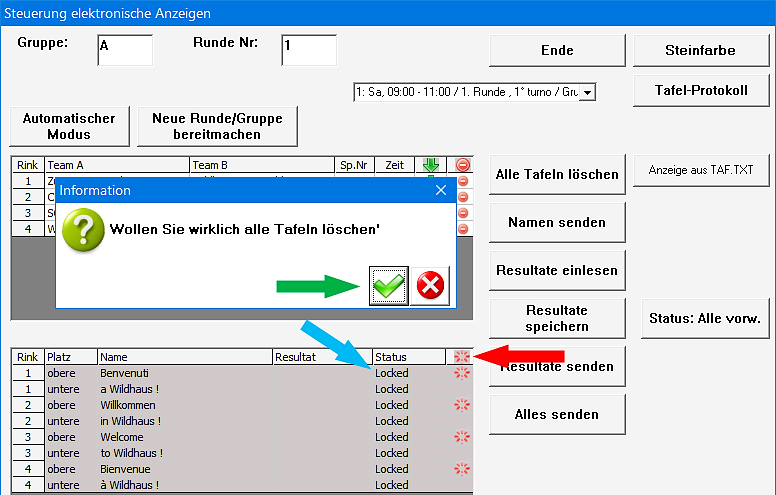 Steuerung elektronische Anzeigen
Gruppe: A Runde Nr: 1
Ende
Steinfarbe
1: Sa, 09:00 - 11:00 / 1. Runde , 1° turno / Gru
Tafel-Protokoll
Automatischer
Modus
Neue Runde/Gruppe
bereitmachen
Rink Team A Team B Sp.Nr Zeit
1
2
3
4
Information
Wollen Sie wirklich alle Tafeln löschen'
Alle Tafeln löschen
Anzeige aus TAF.TXT
Namen senden
Resultate einlesen
Resultate
speichern
Status: Alle vorw.
Resultate senden
Alles senden
Rink Platz Name Resultat Status
1 obere Benvenuti Locked
1 untere a Wildhaus ! Locked
2 obere Willkommen Locked
2 untere in Wildhaus ! Locked
3 obere Welcome Locked
3 untere to Wildhaus ! Locked
4 obere Bienvenue Locked
4 untere à Wildhaus ! Locked